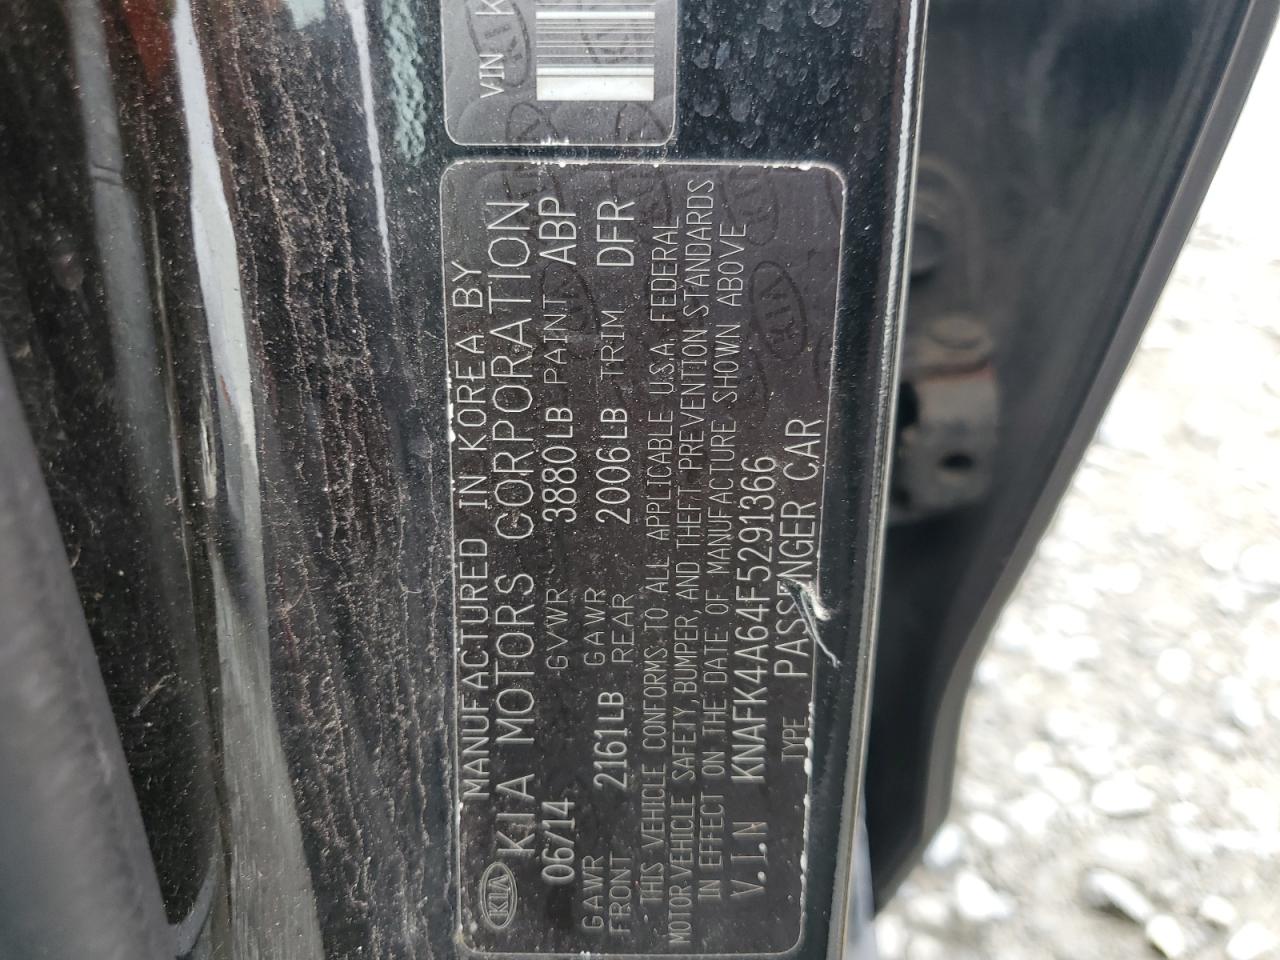 VIN K
KIA
MANUFACTURED IN KOREA BY
KIA MOTORS CORPORATION
06/14 GVWR 3880LB PAINT ABP
GAWR FRONT 2161LB GAWR REAR 2006LB TRIM DFR
THIS VEHICLE CONFORMS TO ALL APPLICABLE U.S.A. FEDERAL
MOTOR VEHICLE SAFETY, BUMPER, AND THEFT PREVENTION STANDARDS
IN EFFECT ON THE DATE OF MANUFACTURE SHOWN ABOVE
V.I.N KNAFK4A64F5291366
TYPE PASSENGER CAR